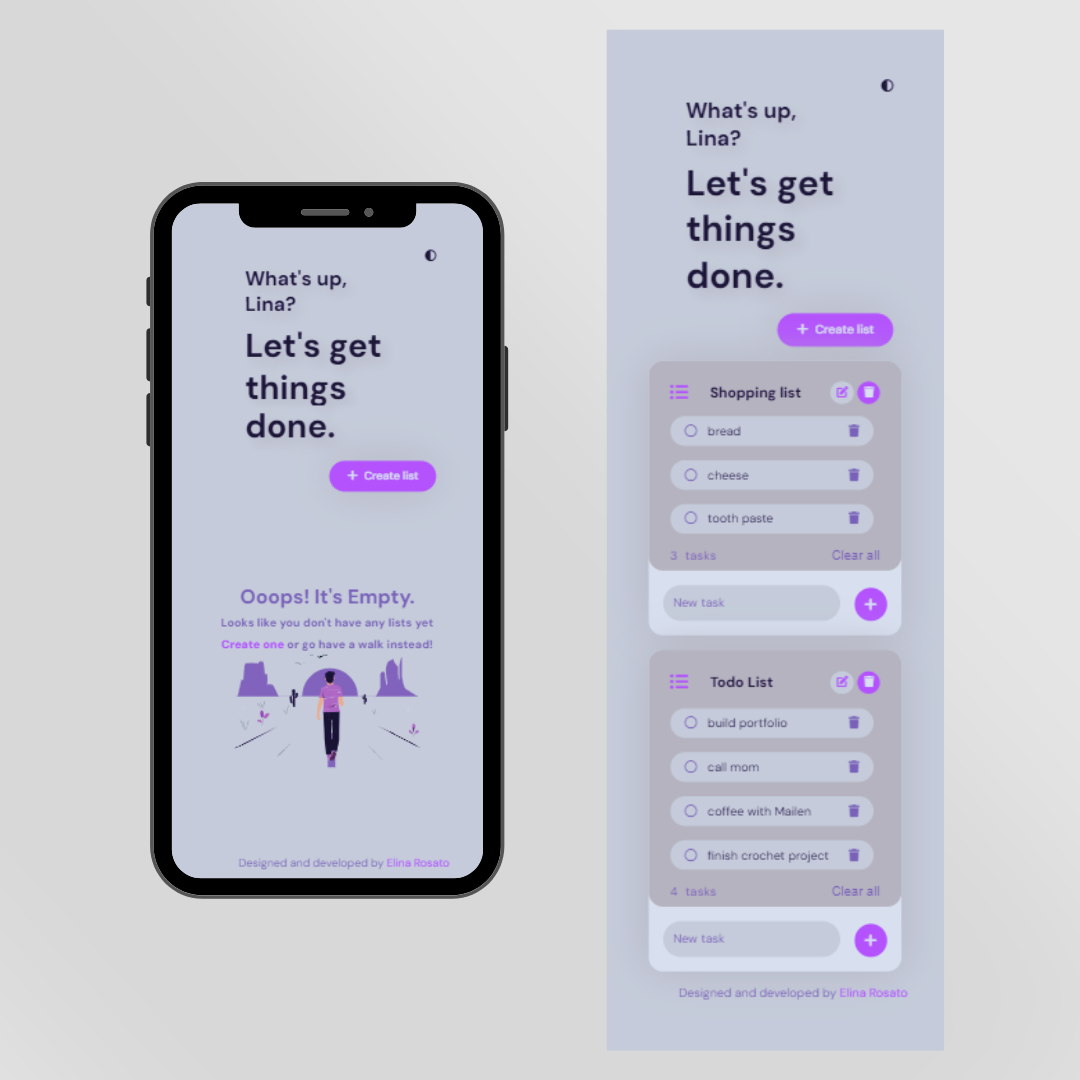 What's up,
Lina?
Let's get
things
done.
+ Create list
Ooops! It's Empty.
Looks like you don't have any lists yet
Create one or go have a walk instead!
Designed and developed by Elina Rosato
What's up,
Lina?
Let's get
things
done.
+ Create list
Shopping list
bread
cheese
tooth paste
3 tasks Clear all
New task
Todo List
build portfolio
call mom
coffee with Mailen
finish crochet project
4 tasks Clear all
New task
Designed and developed by Elina Rosato